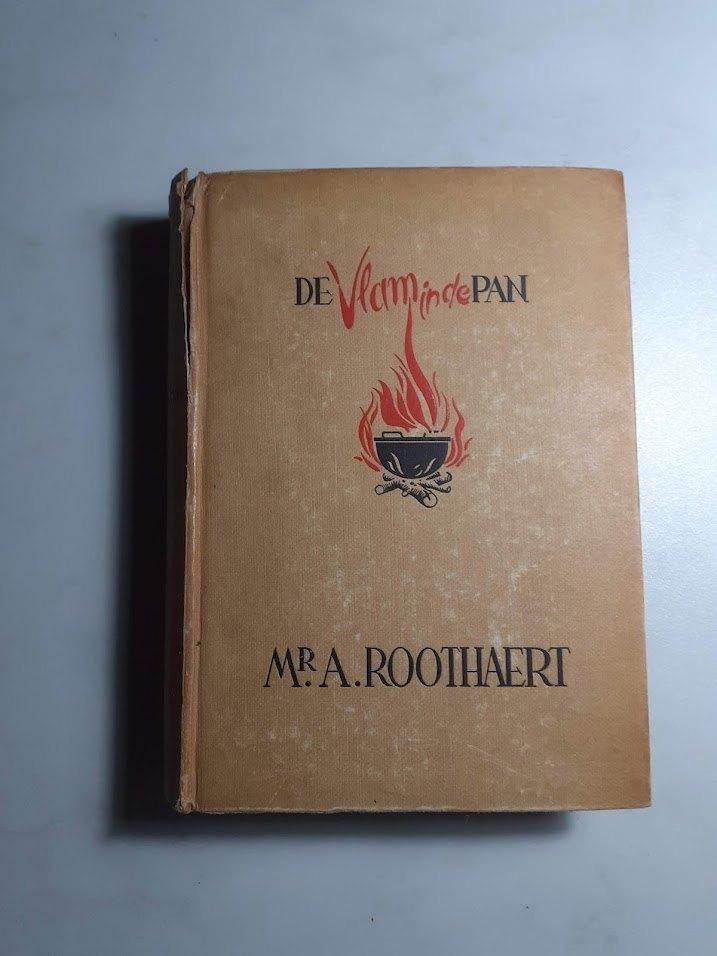 DE Vlam in de PAN
MR. A. ROOTHAERT